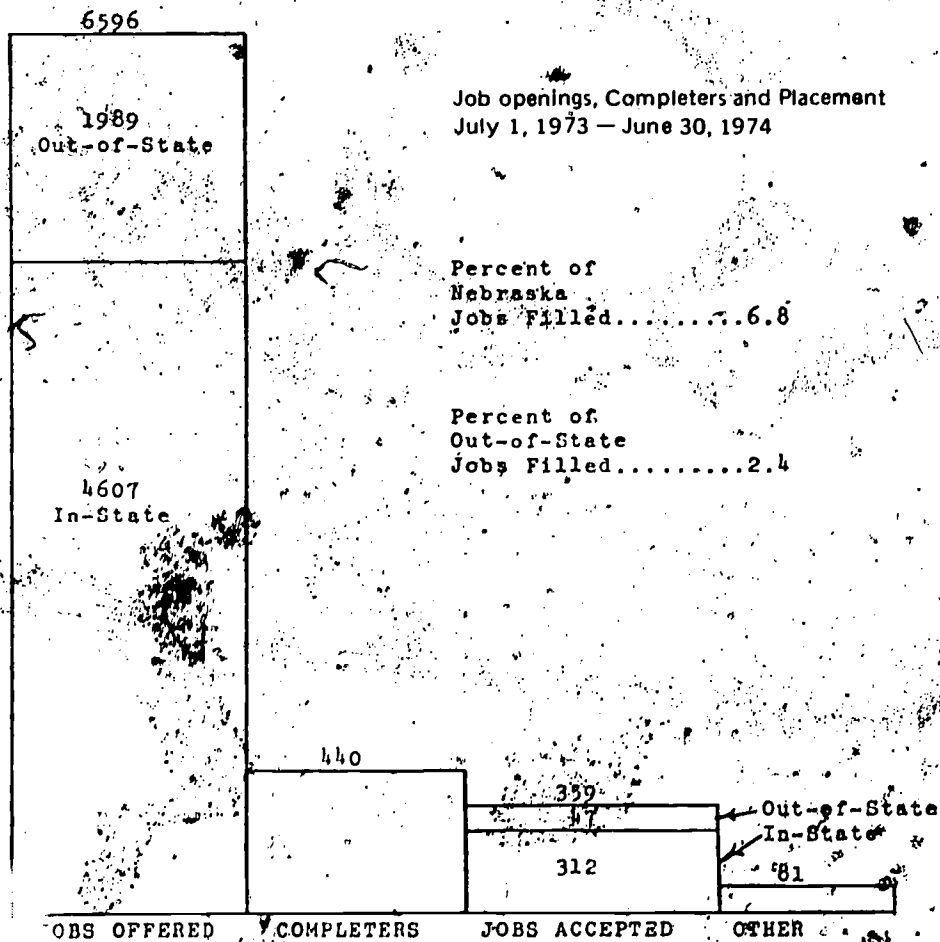 6596
1989
Out-of-State
Job openings, Completers and Placement
July 1, 1973 — June 30, 1974
Percent of
Nebraska
Jobs Filled.........6.8
Percent of
Out-of-State
Jobs Filled.........2.4
4607
In-State
440
359
47
312
Out-of-State
In-State
81
OBS OFFERED
COMPLETERS
JOBS ACCEPTED
OTHER